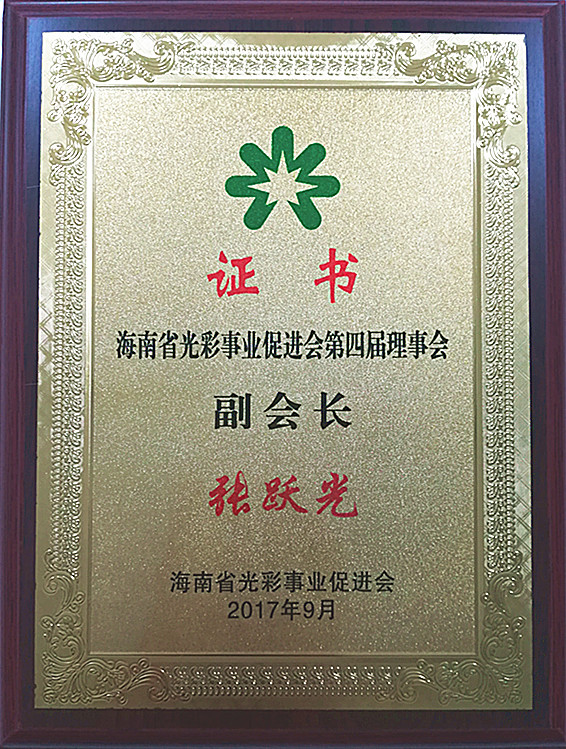 证书
海南省光彩事业促进会第四届理事会
副会长
张跃光
海南省光彩事业促进会
2017年9月